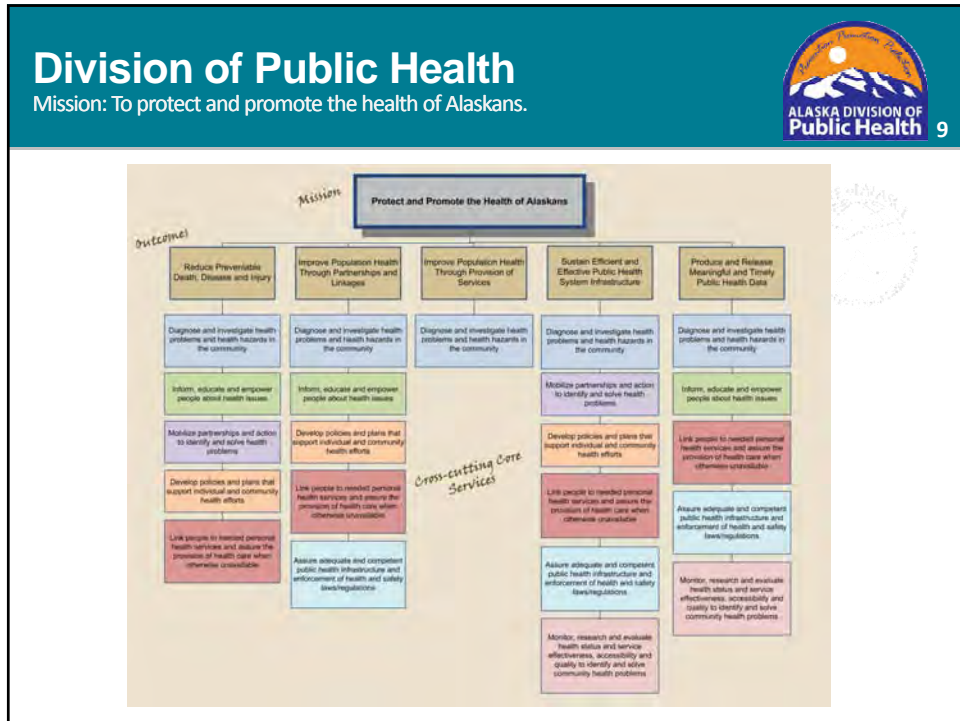 Division of Public Health
Mission: To protect and promote the health of Alaskans.
Prevention Promotion Protection
ALASKA DIVISION OF
Public Health
9
Mission
Protect and Promote the Health of Alaskans
Outcomes
Reduce Preventable
Death, Disease and Injury
Improve Population Health
Through Partnerships and
Linkages
Improve Population Health
Through Provision of
Services
Sustain Efficient and
Effective Public Health
System Infrastructure
Produce and Release
Meaningful and Timely
Public Health Data
Diagnose and investigate health
problems and health hazards in
the community
Diagnose and investigate health
problems and health hazards in
the community
Diagnose and investigate health
problems and health hazards in
the community
Diagnose and investigate health
problems and health hazards in
the community
Diagnose and investigate health
problems and health hazards in
the community
Inform, educate and empower
people about health issues
Inform, educate and empower
people about health issues
Mobilize partnerships and action
to identify and solve health
problems
Inform, educate and empower
people about health issues
Mobilize partnerships and action
to identify and solve health
problems
Develop policies and plans that
support individual and community
health efforts
Develop policies and plans that
support individual and community
health efforts
Link people to needed personal
health services and assure the
provision of health care when
otherwise unavailable
Develop policies and plans that
support individual and community
health efforts
Link people to needed personal
health services and assure the
provision of health care when
otherwise unavailable
Cross-cutting Core
Services
Link people to needed personal
health services and assure the
provision of health care when
otherwise unavailable
Assure adequate and competent
public health infrastructure and
enforcement of health and safety
laws/regulations
Link people to needed personal
health services and assure the
provision of health care when
otherwise unavailable
Assure adequate and competent
public health infrastructure and
enforcement of health and safety
laws/regulations
Assure adequate and competent
public health infrastructure and
enforcement of health and safety
laws/regulations
Monitor, research and evaluate
health status and service
effectiveness, accessibility and
quality to identify and solve
community health problems
Monitor, research and evaluate
health status and service
effectiveness, accessibility and
quality to identify and solve
community health problems